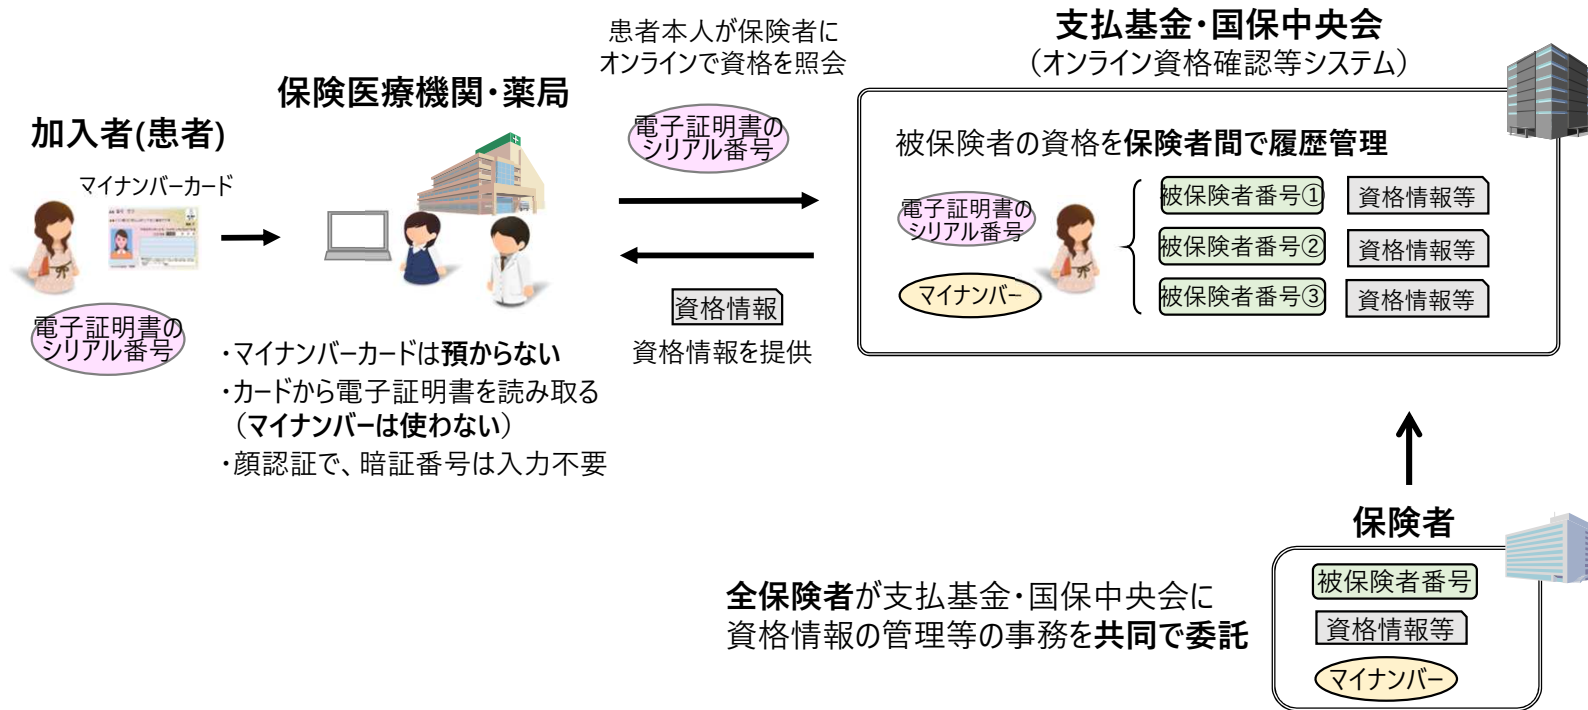 加入者(患者)
マイナンバーカード
電子証明書の
シリアル番号
保険医療機関・薬局
・マイナンバーカードは預からない
・カードから電子証明書を読み取る
（マイナンバーは使わない）
・顔認証で、暗証番号は入力不要
患者本人が保険者に
オンラインで資格を照会
電子証明書の
シリアル番号
資格情報
資格情報を提供
支払基金・国保中央会
（オンライン資格確認等システム）
被保険者の資格を保険者間で履歴管理
電子証明書の
シリアル番号
マイナンバー
被保険者番号① 資格情報等
被保険者番号② 資格情報等
被保険者番号③ 資格情報等
全保険者が支払基金・国保中央会に
資格情報の管理等の事務を共同で委託
保険者
被保険者番号
資格情報等
マイナンバー